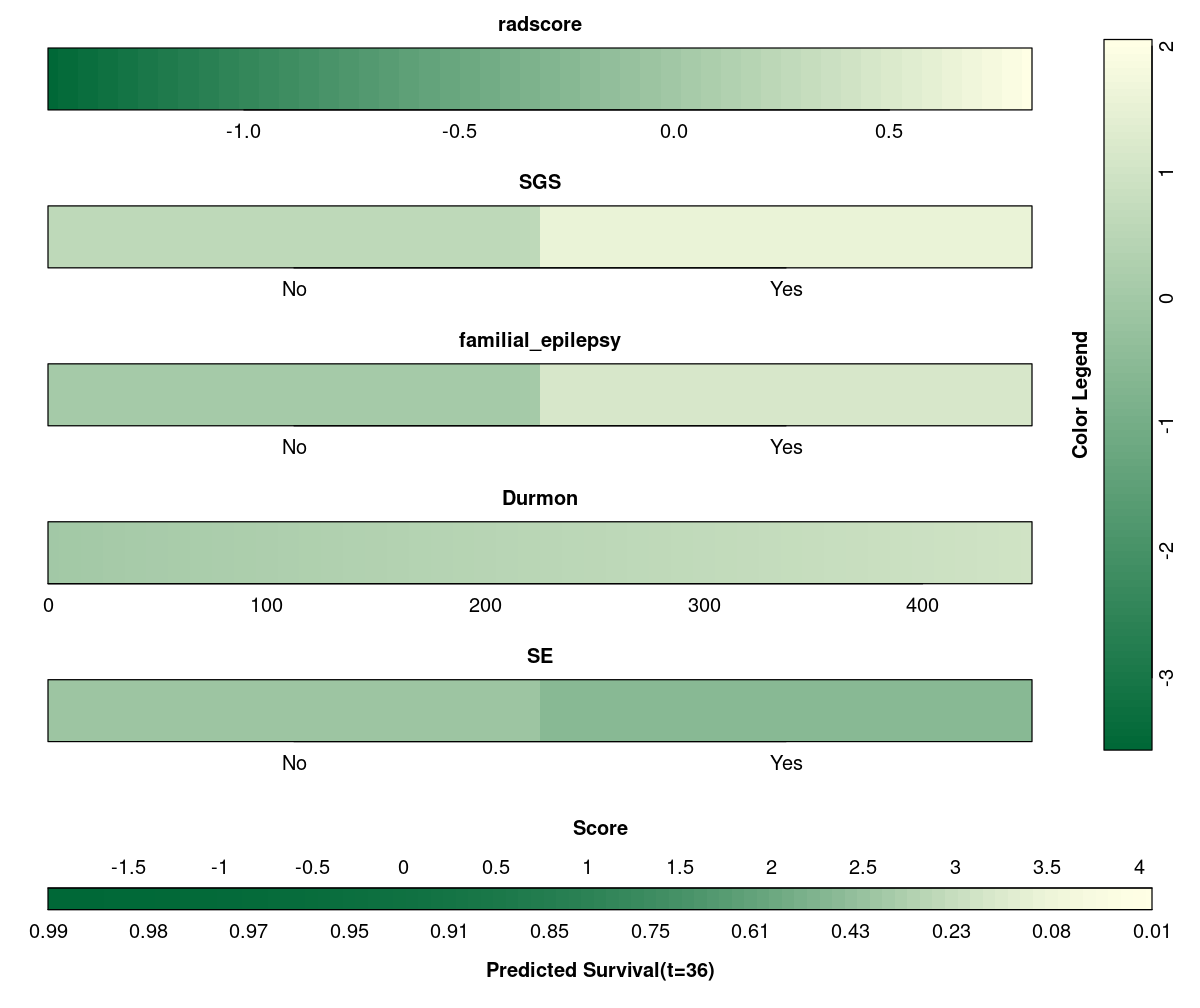 radscore
-1.0 -0.5 0.0 0.5
SGS
No Yes
familial_epilepsy
No Yes
Durmon
0 100 200 300 400
SE
No Yes
Color Legend
2 1 0 -1 -2 -3
Score
-1.5 -1 -0.5 0 0.5 1 1.5 2 2.5 3 3.5 4
0.99 0.98 0.97 0.95 0.91 0.85 0.75 0.61 0.43 0.23 0.08 0.01
Predicted Survival(t=36)